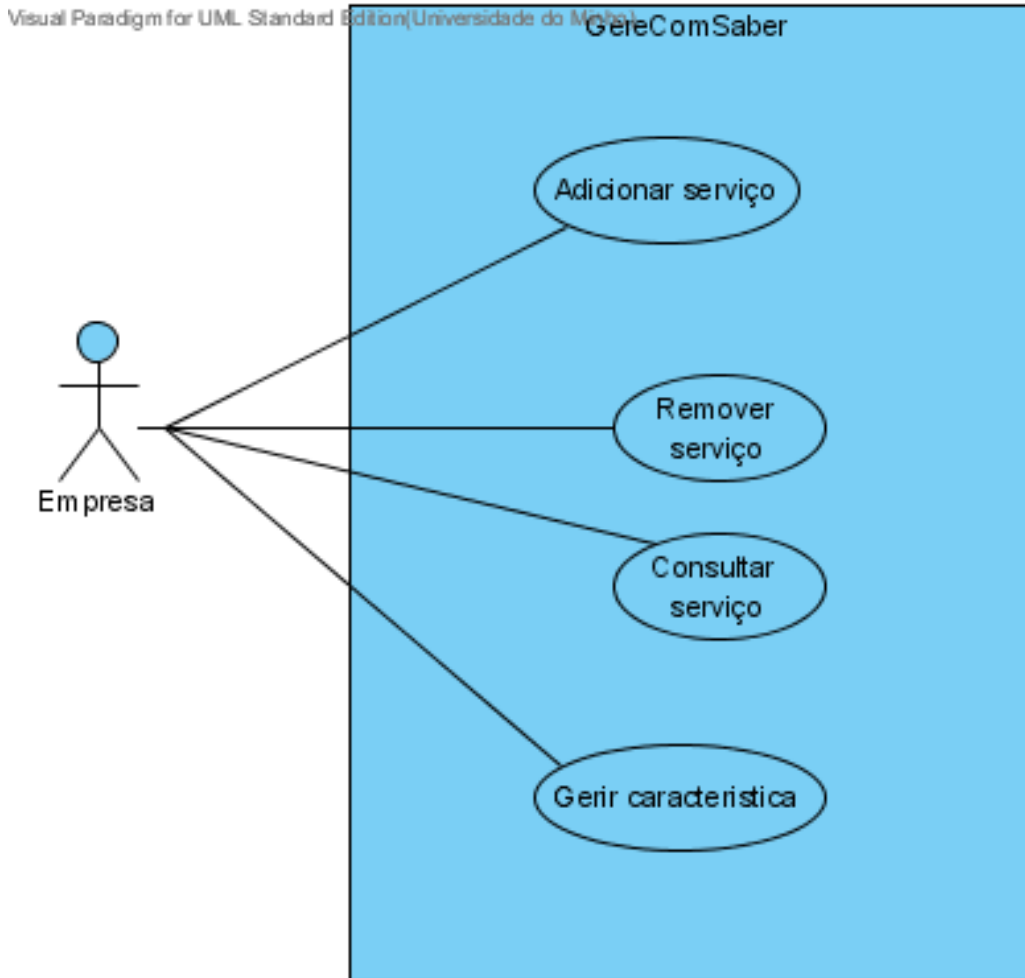 Visual Paradigm for UML Standard Edition(Universidade do Minho)
GereComSaber
Adicionar serviço
Remover
serviço
Consultar
serviço
Empresa
Gerir caracteristica